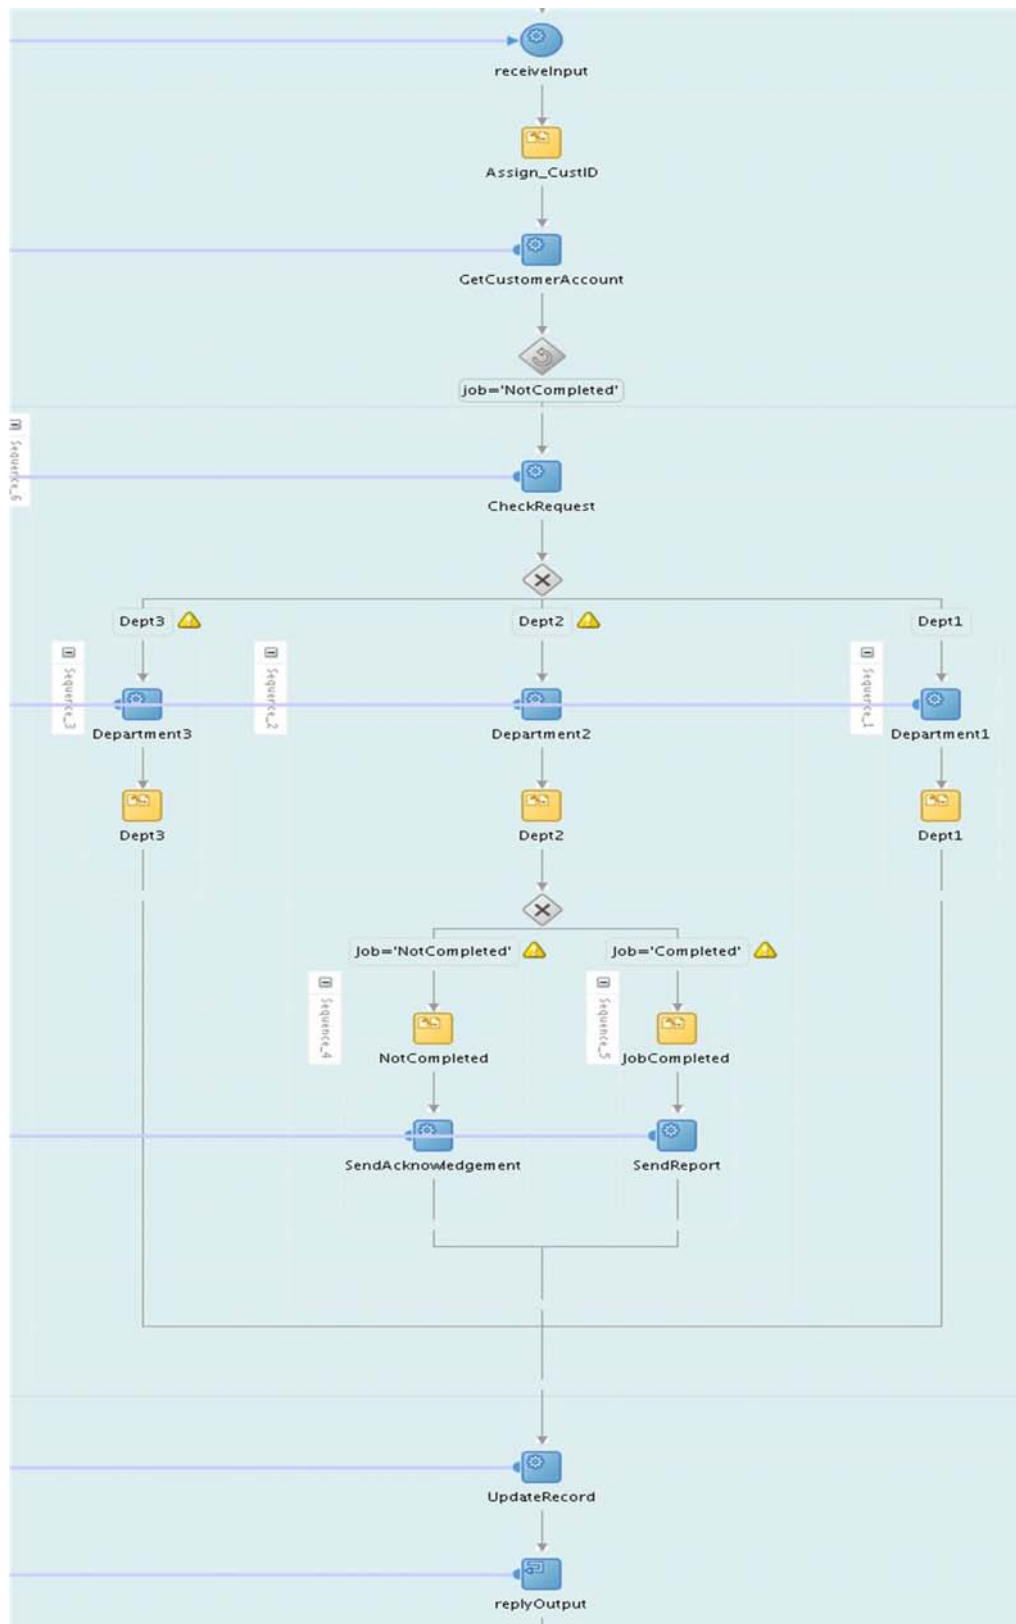 receiveInput
Assign_CustID
GetCustomerAccount
job='NotCompleted'
Sequence_6
CheckRequest
Dept3
Dept2
Dept1
Sequence_3
Sequence_2
Sequence_1
Department3
Department2
Department1
Dept3
Dept2
Dept1
Job='NotCompleted'
Job='Completed'
Sequence_4
Sequence_5
NotCompleted
JobCompleted
SendAcknowledgement
SendReport
UpdateRecord
replyOutput